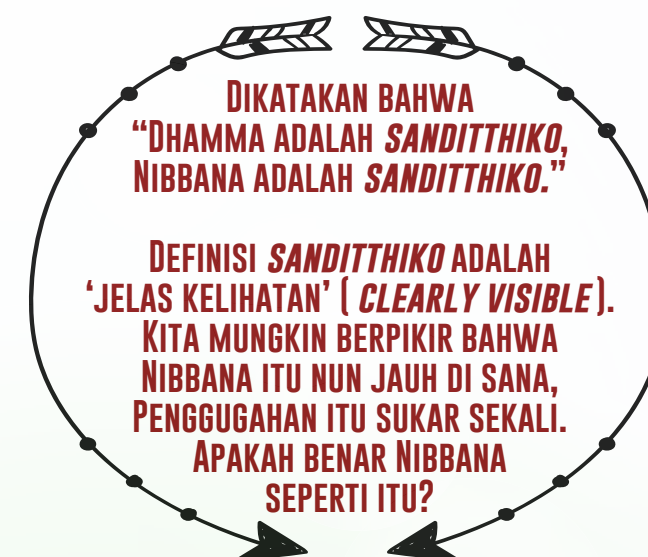 Dikatakan bahwa
“Dhamma adalah sanditthiko,
Nibbana adalah sanditthiko.”
Definisi sanditthiko adalah
‘jelas kelihatan’ ( clearly visible ).
Kita mungkin berpikir bahwa
Nibbana itu nun jauh di sana,
Penggugahan itu sukar sekali.
Apakah benar Nibbana
seperti itu?